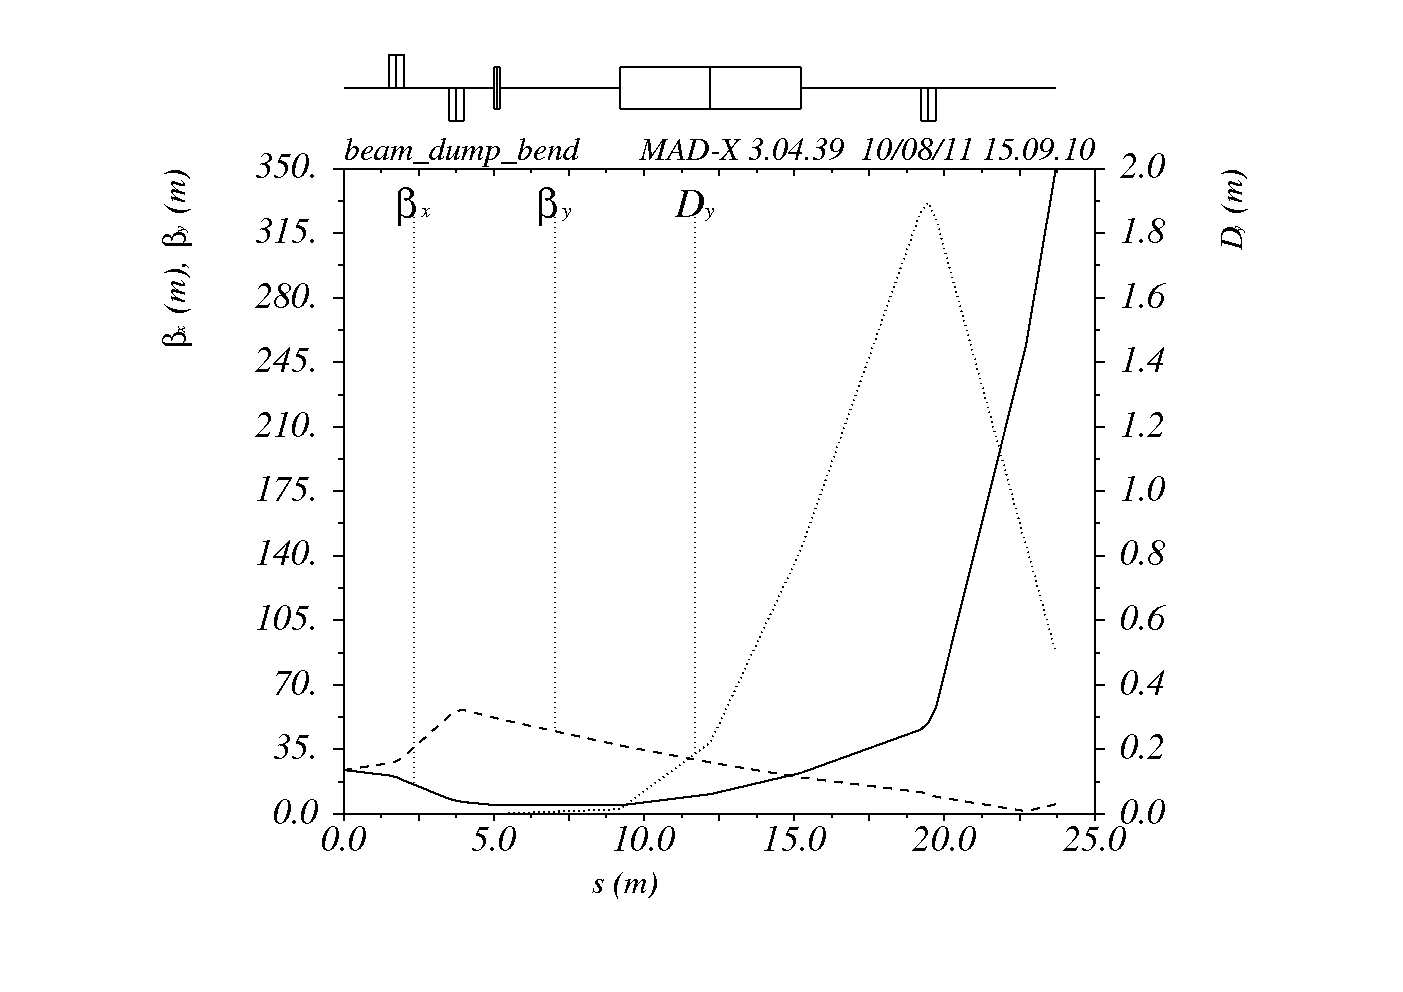 beam_dump_bend MAD-X 3.04.39 10/08/11 15.09.10
350. 2.0
βx βy Dy
βx (m), βy (m)
Dy (m)
315. 1.8
280. 1.6
245. 1.4
210. 1.2
175. 1.0
140. 0.8
105. 0.6
70. 0.4
35. 0.2
0.0 0.0
0.0 5.0 10.0 15.0 20.0 25.0
s (m)